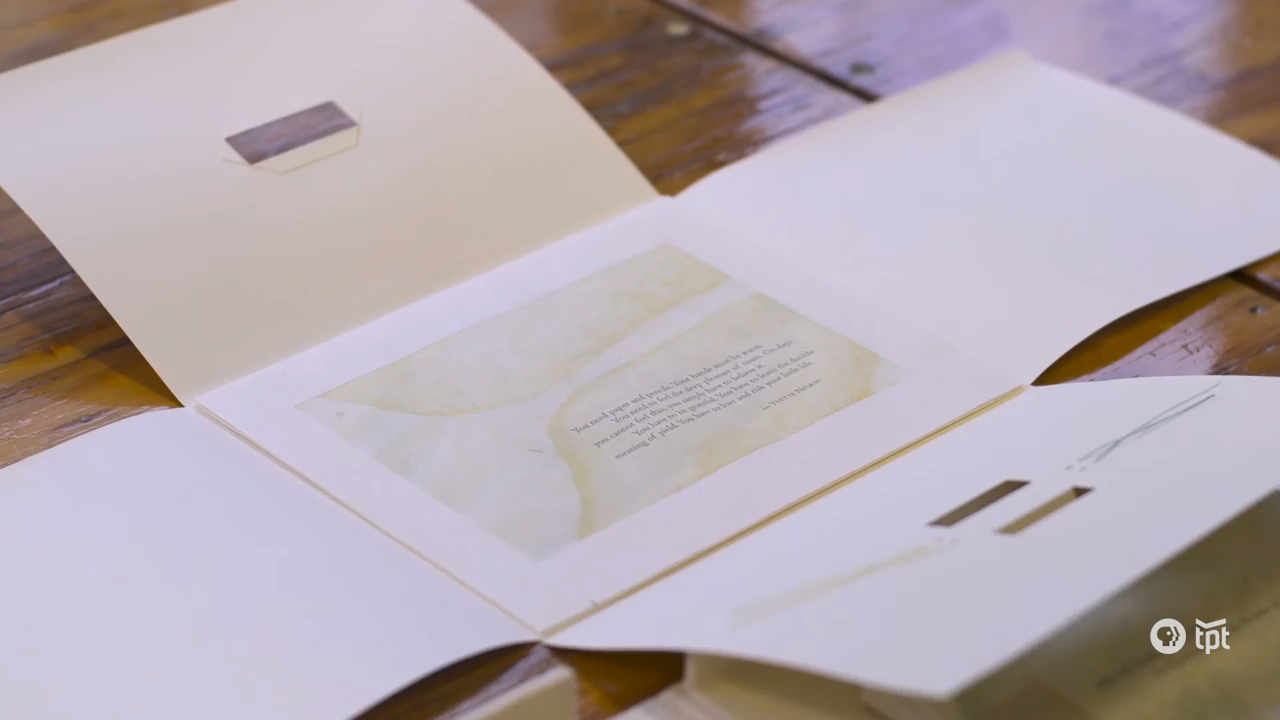 You need paper and pencils. Your hands must be warm.
You need to feel the deep pleasure of room. On days
you cannot feel this, you simply have to believe it.
You have to be grateful. You have to learn the double
meaning of yield. You have to lose and risk your little life.
—Yvette Nelson
tpt